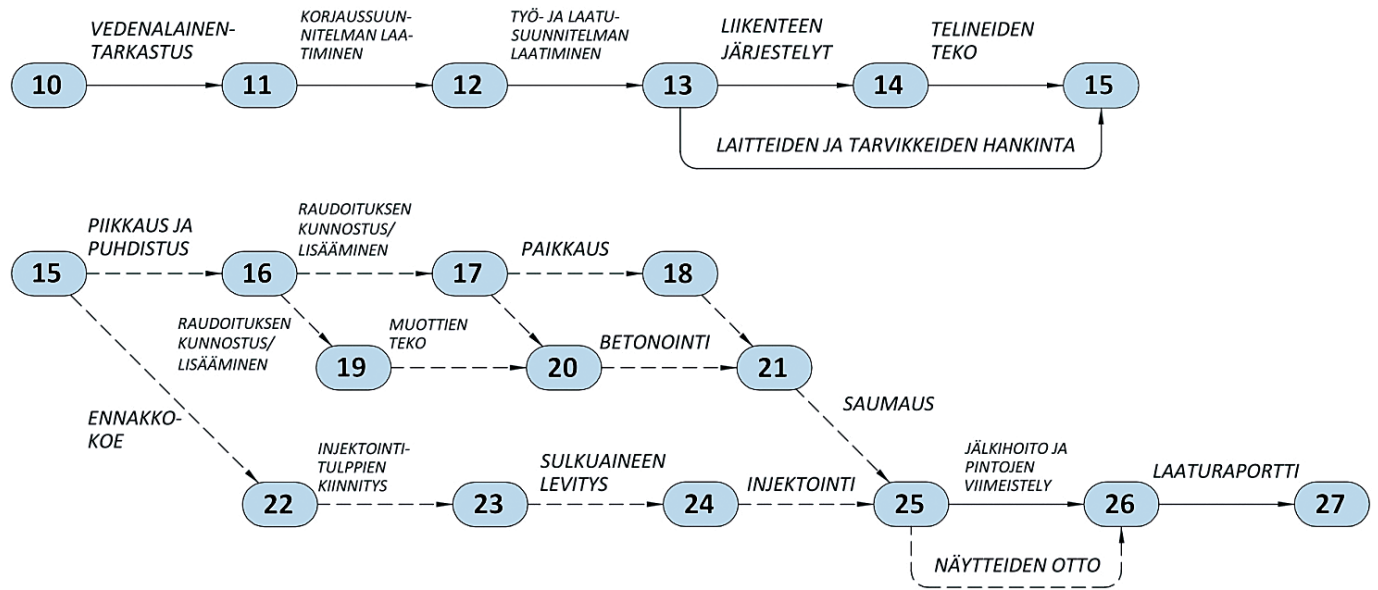 VEDENALAINEN-
TARKASTUS
KORJAUSSUUN-
NITELMAN LAA-
TIMINEN
TYÖ- JA LAATU-
SUUNNITELMAN
LAATIMINEN
LIIKENTEEN
JÄRJESTELYT
TELINEIDEN
TEKO
10
11
12
13
14
15
LAITTEIDEN JA TARVIKKEIDEN HANKINTA
PIIKKAUS JA
PUHDISTUS
RAUDOITUKSEN
KUNNOSTUS/
LISÄÄMINEN
PAIKKAUS
15
16
17
18
RAUDOITUKSEN
KUNNOSTUS/
LISÄÄMINEN
MUOTTIEN
TEKO
BETONOINTI
19
20
21
ENNAKKO-
KOE
SAUMAUS
INJEKTOINTI-
TULPPIEN
KIINNITYS
SULKUAINEEN
LEVITYS
INJEKTOINTI
JÄLKIHOITO JA
PINTOJEN
VIIMEISTELY
LAATURAPORTTI
22
23
24
25
26
27
NÄYTTEIDEN OTTO